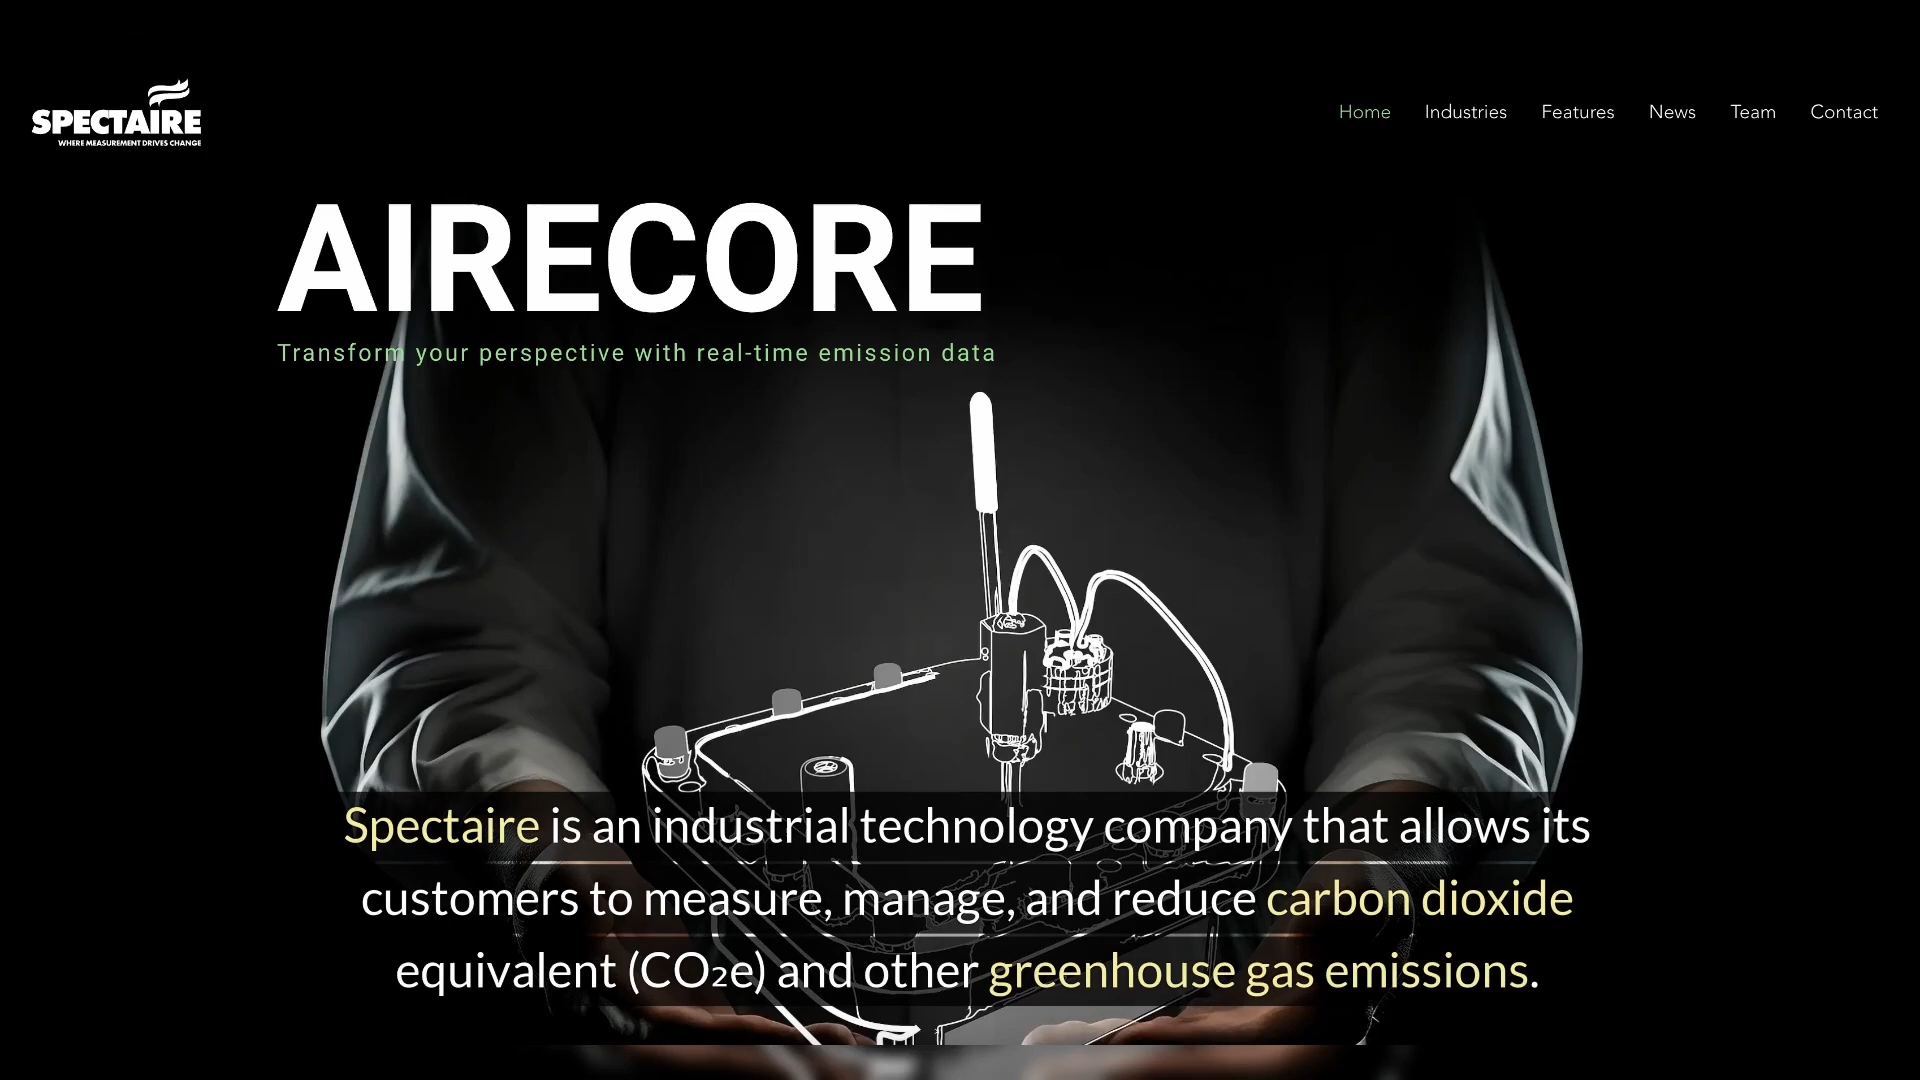 SPECTAIRE
WHERE MEASUREMENT DRIVES CHANGE
Home Industries Features News Team Contact
AIRECORE
Transform your perspective with real-time emission data
Spectaire is an industrial technology company that allows its
customers to measure, manage, and reduce carbon dioxide
equivalent (CO₂e) and other greenhouse gas emissions.